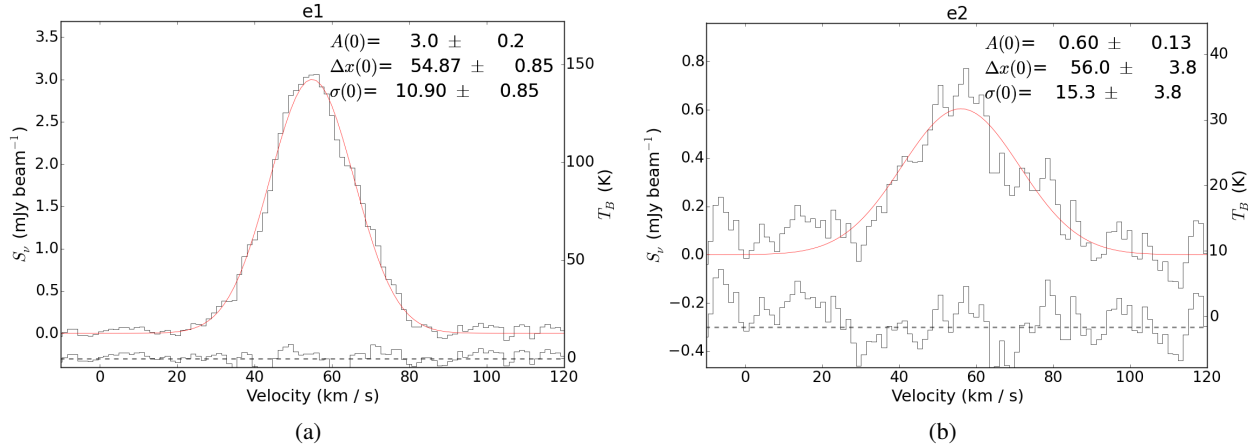 e1
A(0)= 3.0 ± 0.2
Δx(0)= 54.87 ± 0.85
σ(0)= 10.90 ± 0.85
3.5
3.0
2.5
2.0
1.5
1.0
0.5
0.0
S_ν (mJy beam⁻¹)
150
100
50
0
T_B (K)
0 20 40 60 80 100 120
Velocity (km / s)
(a)
e2
A(0)= 0.60 ± 0.13
Δx(0)= 56.0 ± 3.8
σ(0)= 15.3 ± 3.8
0.8
0.6
0.4
0.2
0.0
−0.2
−0.4
S_ν (mJy beam⁻¹)
40
30
20
10
0
T_B (K)
0 20 40 60 80 100 120
Velocity (km / s)
(b)